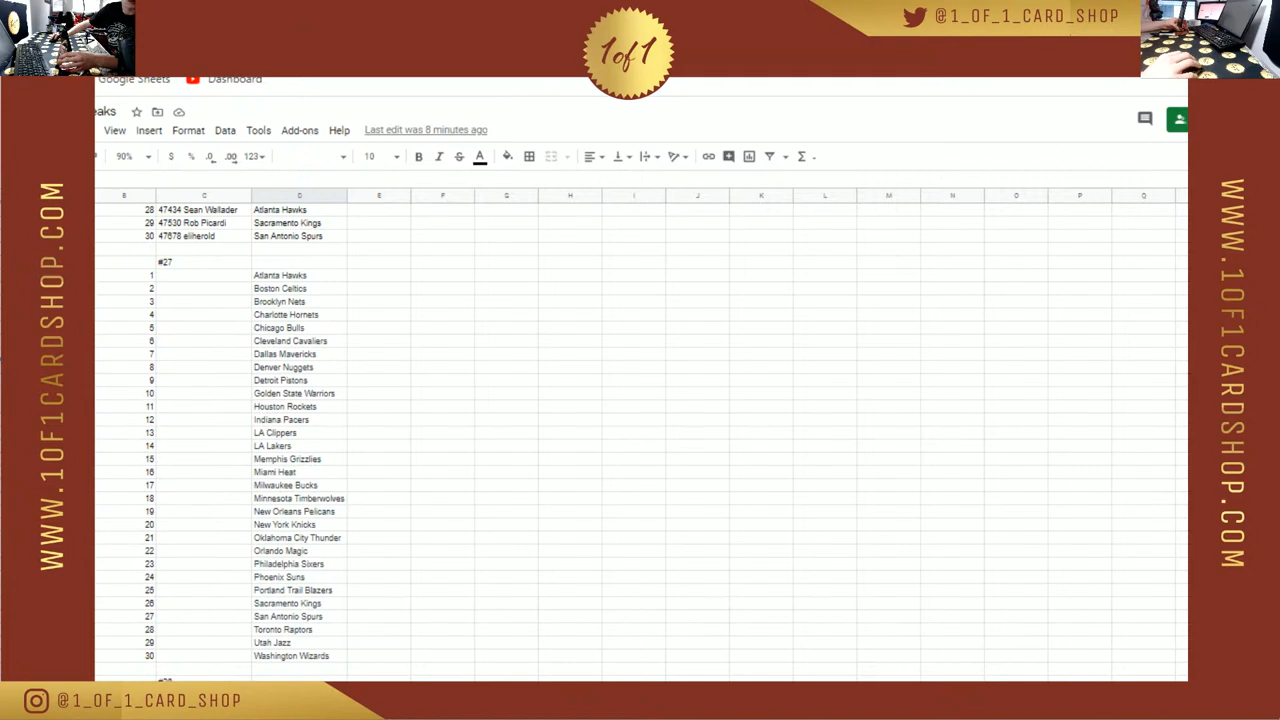 1of1
@1_OF_1_CARD_SHOP
Google Sheets Dashboard
eaks
View Insert Format Data Tools Add-ons Help Last edit was 8 minutes ago
90% $ % .0 .00 123 10 B I S A
B C D E F G H I J K L M N O P Q
28 47434 Sean Wallader Atlanta Hawks
29 47530 Rob Picardi Sacramento Kings
30 47678 eliherold San Antonio Spurs
#27
1 Atlanta Hawks
2 Boston Celtics
3 Brooklyn Nets
4 Charlotte Hornets
5 Chicago Bulls
6 Cleveland Cavaliers
7 Dallas Mavericks
8 Denver Nuggets
9 Detroit Pistons
10 Golden State Warriors
11 Houston Rockets
12 Indiana Pacers
13 LA Clippers
14 LA Lakers
15 Memphis Grizzlies
16 Miami Heat
17 Milwaukee Bucks
18 Minnesota Timberwolves
19 New Orleans Pelicans
20 New York Knicks
21 Oklahoma City Thunder
22 Orlando Magic
23 Philadelphia Sixers
24 Phoenix Suns
25 Portland Trail Blazers
26 Sacramento Kings
27 San Antonio Spurs
28 Toronto Raptors
29 Utah Jazz
30 Washington Wizards
WWW.1OF1CARDSHOP.COM
WWW.1OF1CARDSHOP.COM
@1_OF_1_CARD_SHOP